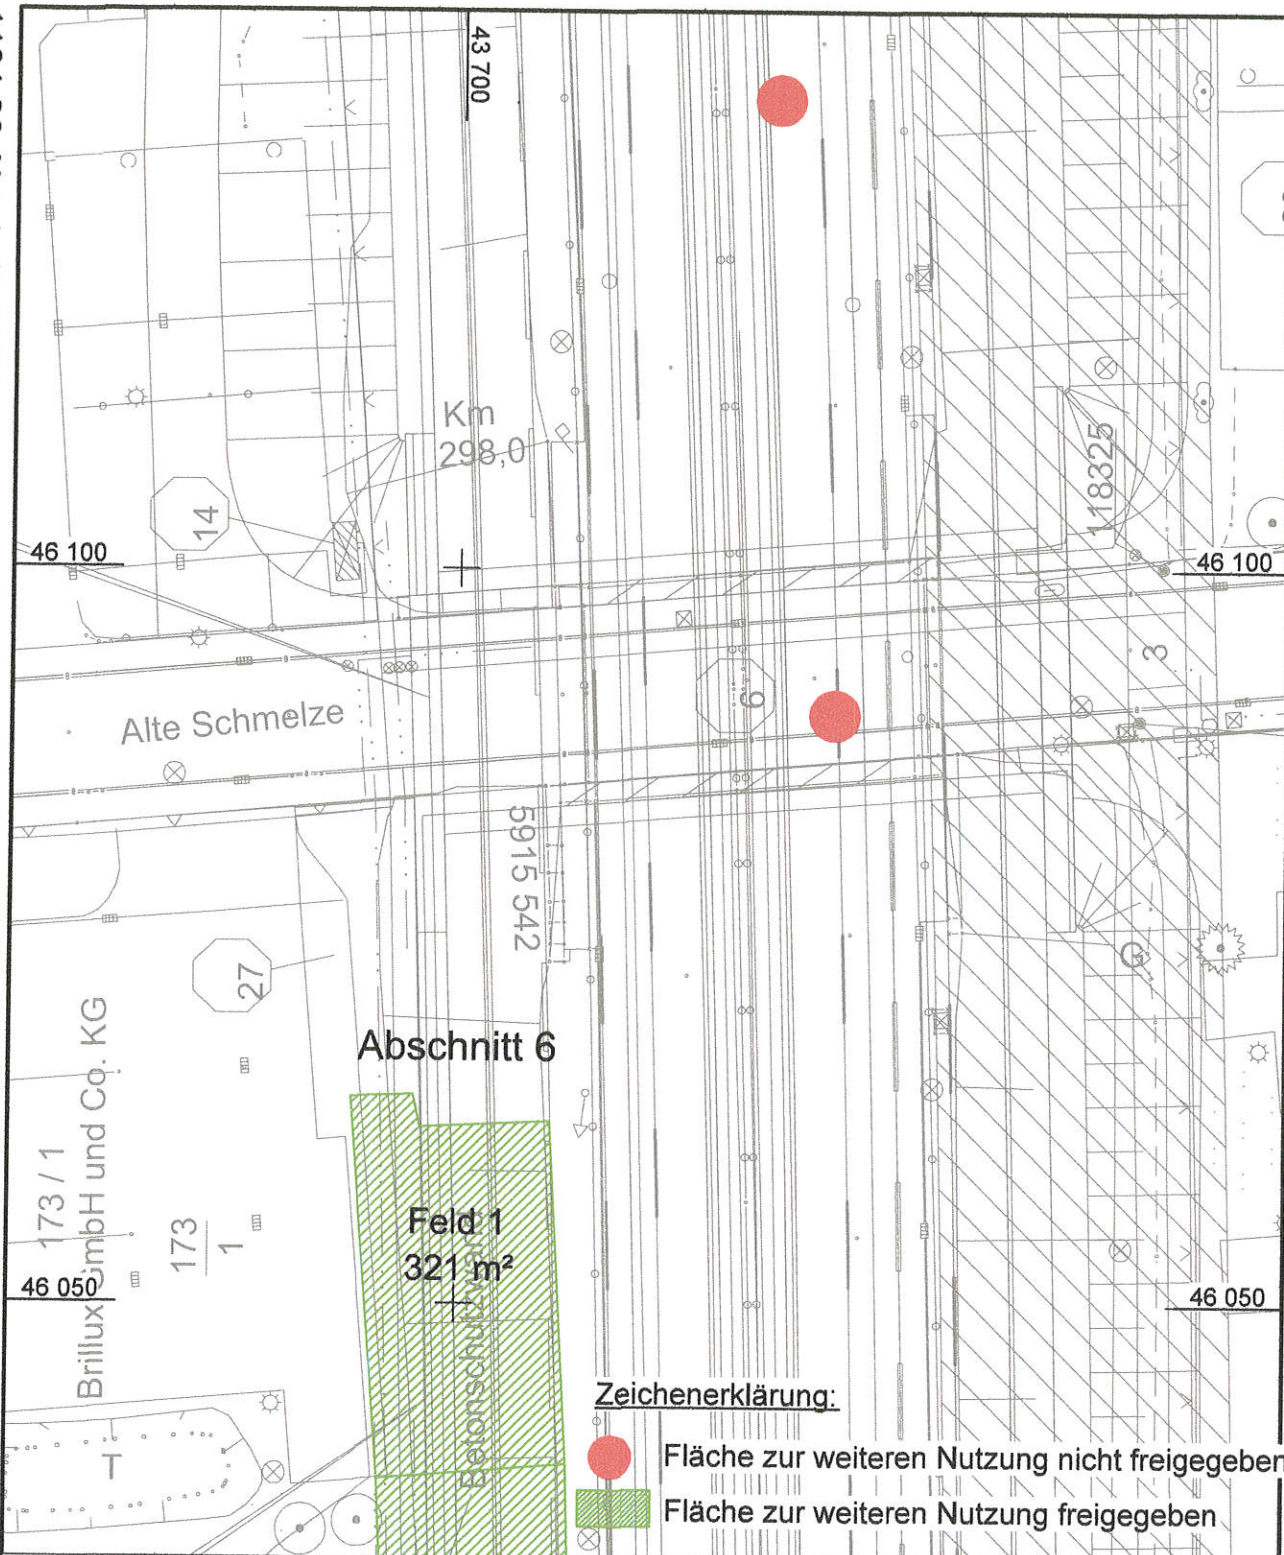 43 700
Km
298,0
14
118325
46 100
46 100
3
9
Alte Schmelze
5915 542
27
G
Abschnitt 6
173 / 1
Brillux GmbH und Co. KG
173
1
Feld 1
321 m²
Betonschutzwand
46 050
46 050
T
Zeichenerklärung:
Fläche zur weiteren Nutzung nicht freigegeben
Fläche zur weiteren Nutzung freigegeben